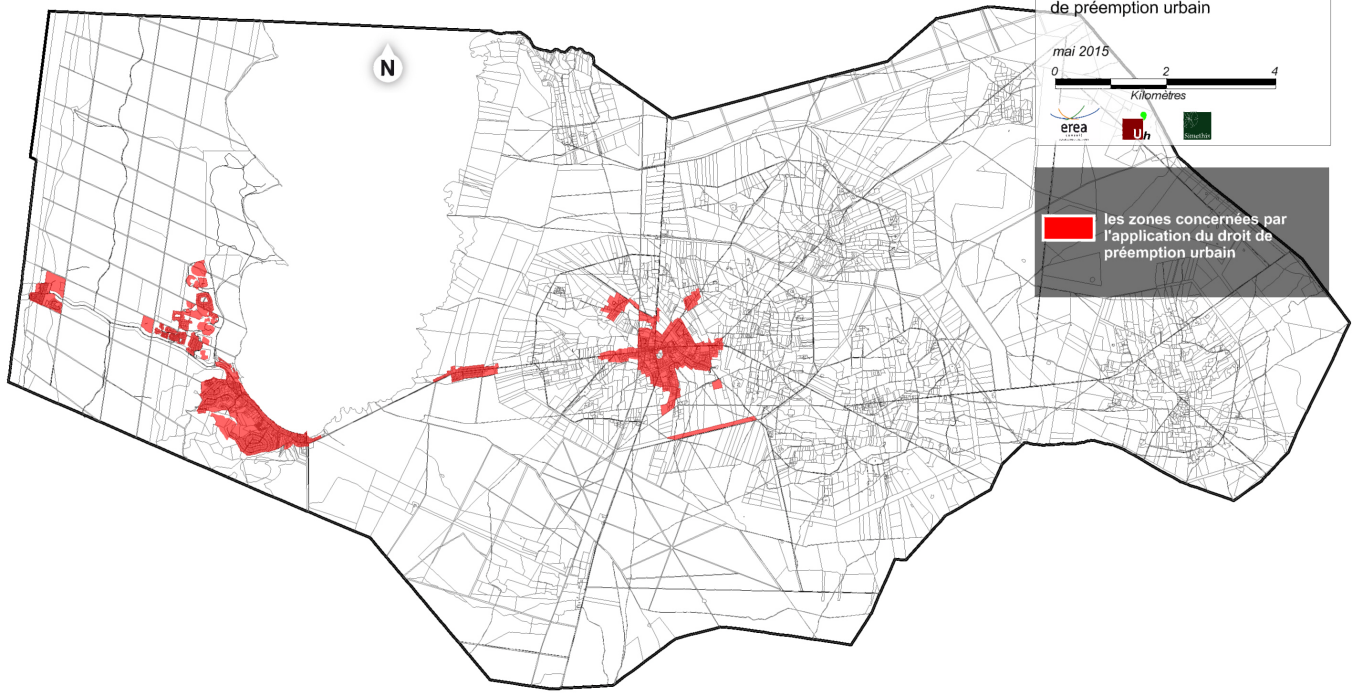 de préemption urbain
mai 2015
0 2 4
Kilomètres
N
erea
Uh
Simethis
les zones concernées par
l'application du droit de
préemption urbain